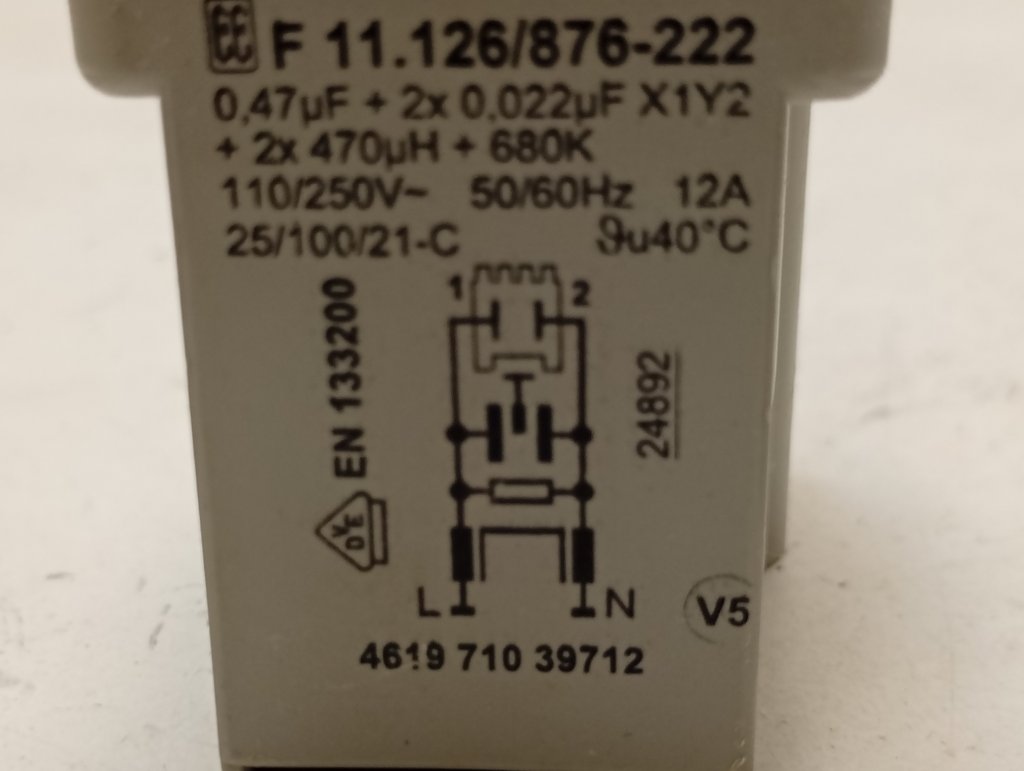 F 11.126/876-222
0,47µF + 2x 0,022µF X1Y2
+ 2x 470µH + 680K
110/250V~ 50/60Hz 12A
25/100/21-C ϑu40°C
1 2
EN 133200
24892
VDE
L N
V5
4619 710 39712